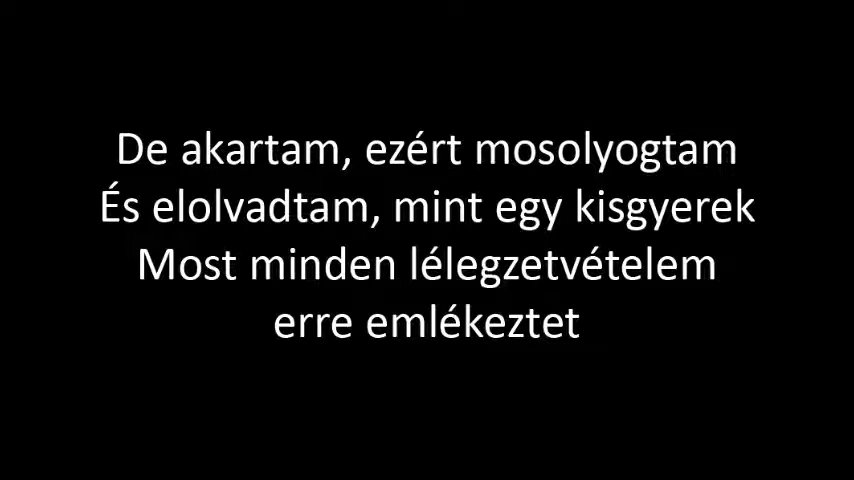 De akartam, ezért mosolyogtam
És elolvadtam, mint egy kisgyerek
Most minden lélegzetvételem
erre emlékeztet